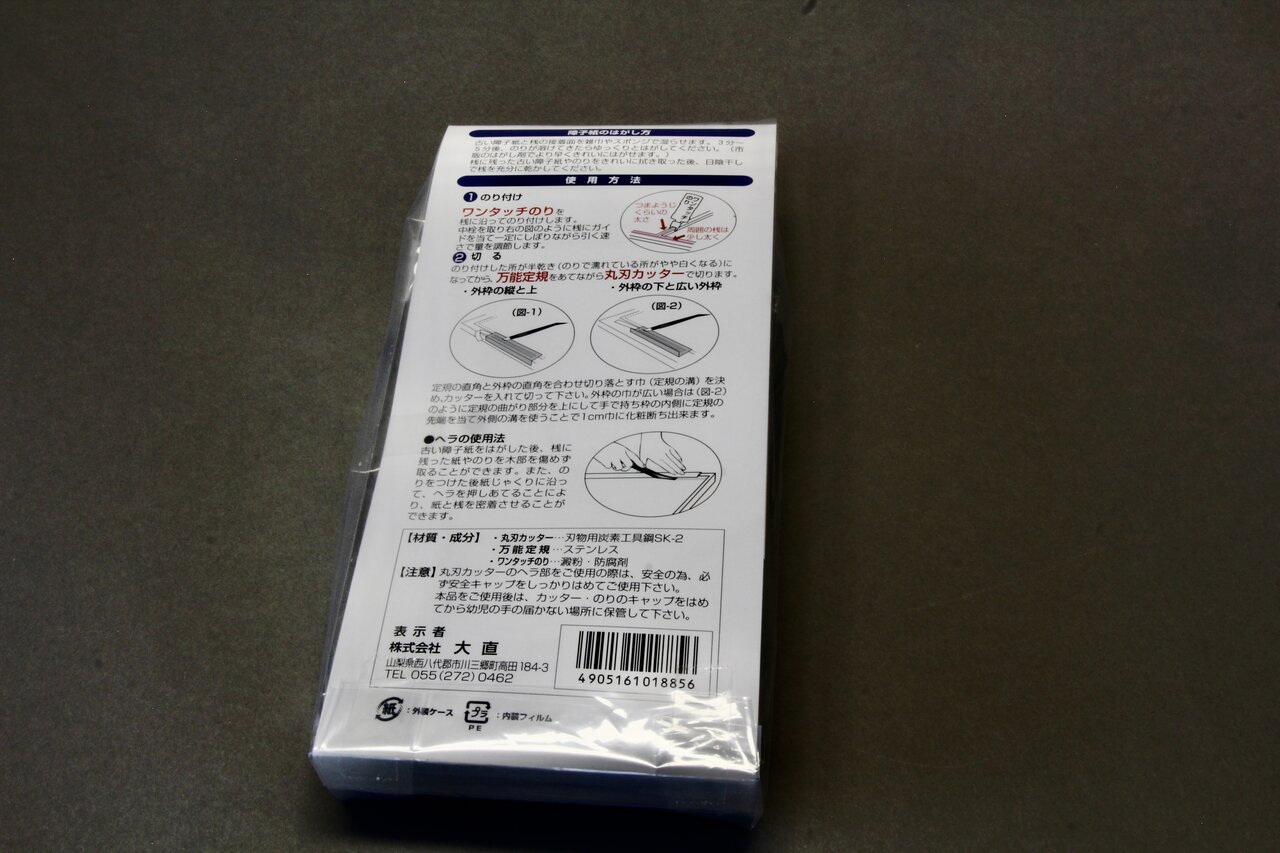 障子紙のはがし方
古い障子紙と桟の接着面を雑巾やスポンジで湿らせます。3分〜
5分後、のりが溶けてきたらゆっくりとはがしてください。(市
販のはがし剤でより早くきれいにはがせます。)
桟に残った古い障子紙やのりをきれいに拭き取った後、日陰干し
で桟を充分に乾かしてください。
使用方法
1 のり付け
ワンタッチのりを
桟に沿ってのり付けします。
中栓を取り右の図のように桟にガイ
ドを当て一定にしぼりながら引く速
さで量を調節します。
つまようじ
くらいの
太さ
ワンタッチ
のり
周囲の桟は
少し太く
2 切る
のり付けした所が半乾き(のりで濡れている所がやや白くなる)に
なってから、万能定規をあてながら丸刃カッターで切ります。
・外枠の縦と上
・外枠の下と広い外枠
(図-1)
(図-2)
定規の直角と外枠の直角を合わせ切り落とす巾(定規の溝)を決
め、カッターを入れて切って下さい。外枠の巾が広い場合は(図-2)
のように定規の曲がり部分を上にして手で持ち枠の内側に定規の
先端を当て外側の溝を使うことで1cm巾に化粧断ち出来ます。
●ヘラの使用法
古い障子紙をはがした後、桟に
残った紙やのりを木部を傷めず
取ることができます。また、の
りをつけた後紙じゃくりに沿っ
て、ヘラを押しあてることによ
り、紙と桟を密着させることが
できます。
【材質・成分】 ・丸刃カッター…刃物用炭素工具鋼SK-2
・万能定規…ステンレス
・ワンタッチのり…澱粉・防腐剤
【注意】丸刃カッターのヘラ部をご使用の際は、安全の為、必
ず安全キャップをしっかりはめてご使用下さい。
本品をご使用後は、カッター・のりのキャップをはめ
てから幼児の手の届かない場所に保管して下さい。
表示者
株式会社 大直
山梨県西八代郡市川三郷町高田184-3
TEL 055(272)0462
4905161018856
紙 :外装ケース
プラ :内装フィルム
PE